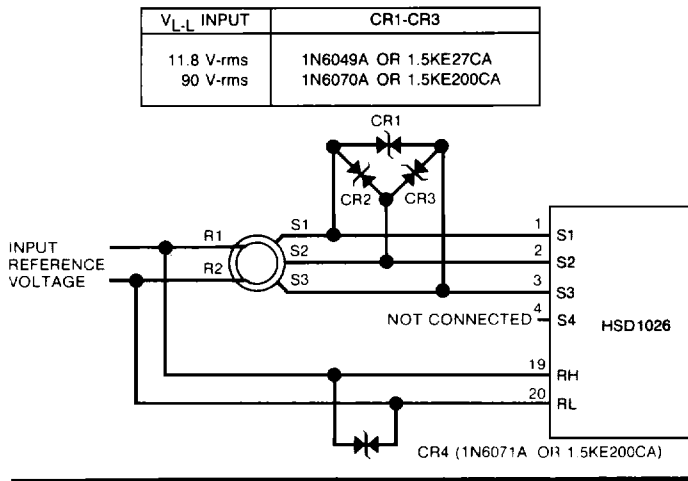 V L-L INPUT CR1-CR3
11.8 V-rms 1N6049A OR 1.5KE27CA
90 V-rms 1N6070A OR 1.5KE200CA
CR1
CR2 CR3
S1
R1
S2
R2
S3
INPUT
REFERENCE
VOLTAGE
1 S1
2 S2
3 S3
4 S4
NOT CONNECTED
HSD1026
19 RH
20 RL
CR4 (1N6071A OR 1.5KE200CA)